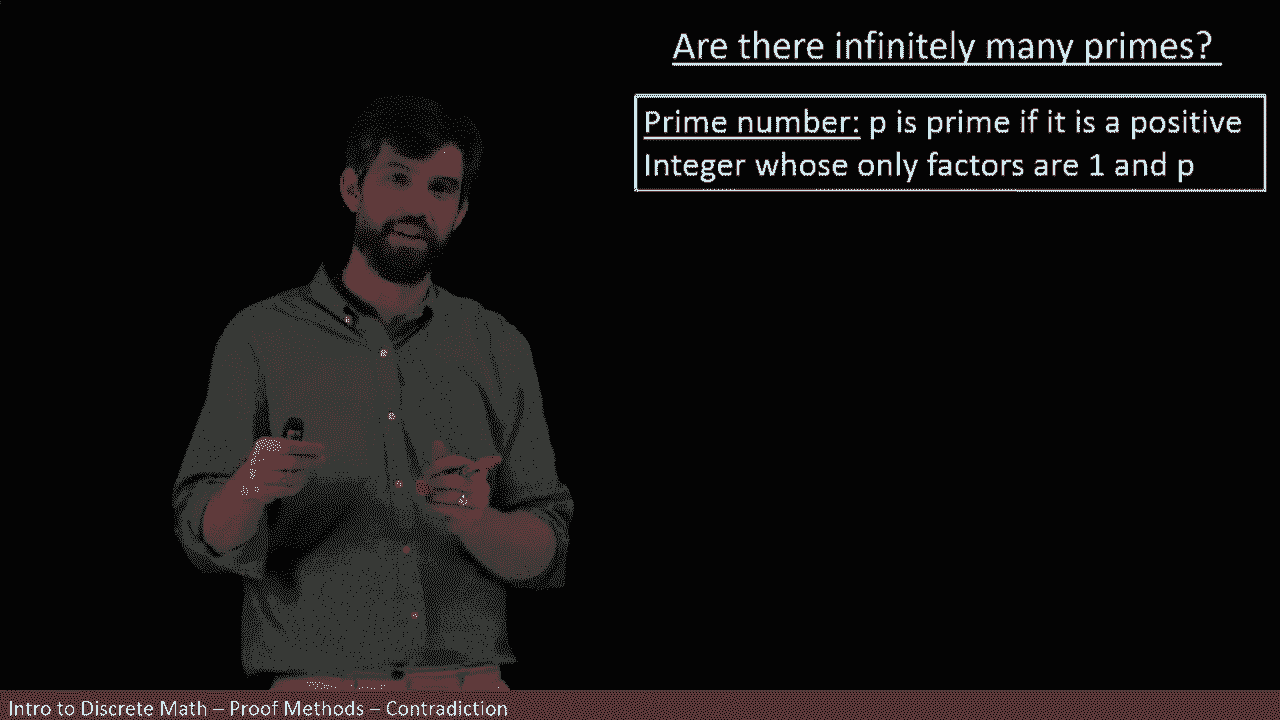 Are there infinitely many primes?
Prime number: p is prime if it is a positive
Integer whose only factors are 1 and p
Intro to Discrete Math – Proof Methods – Contradiction